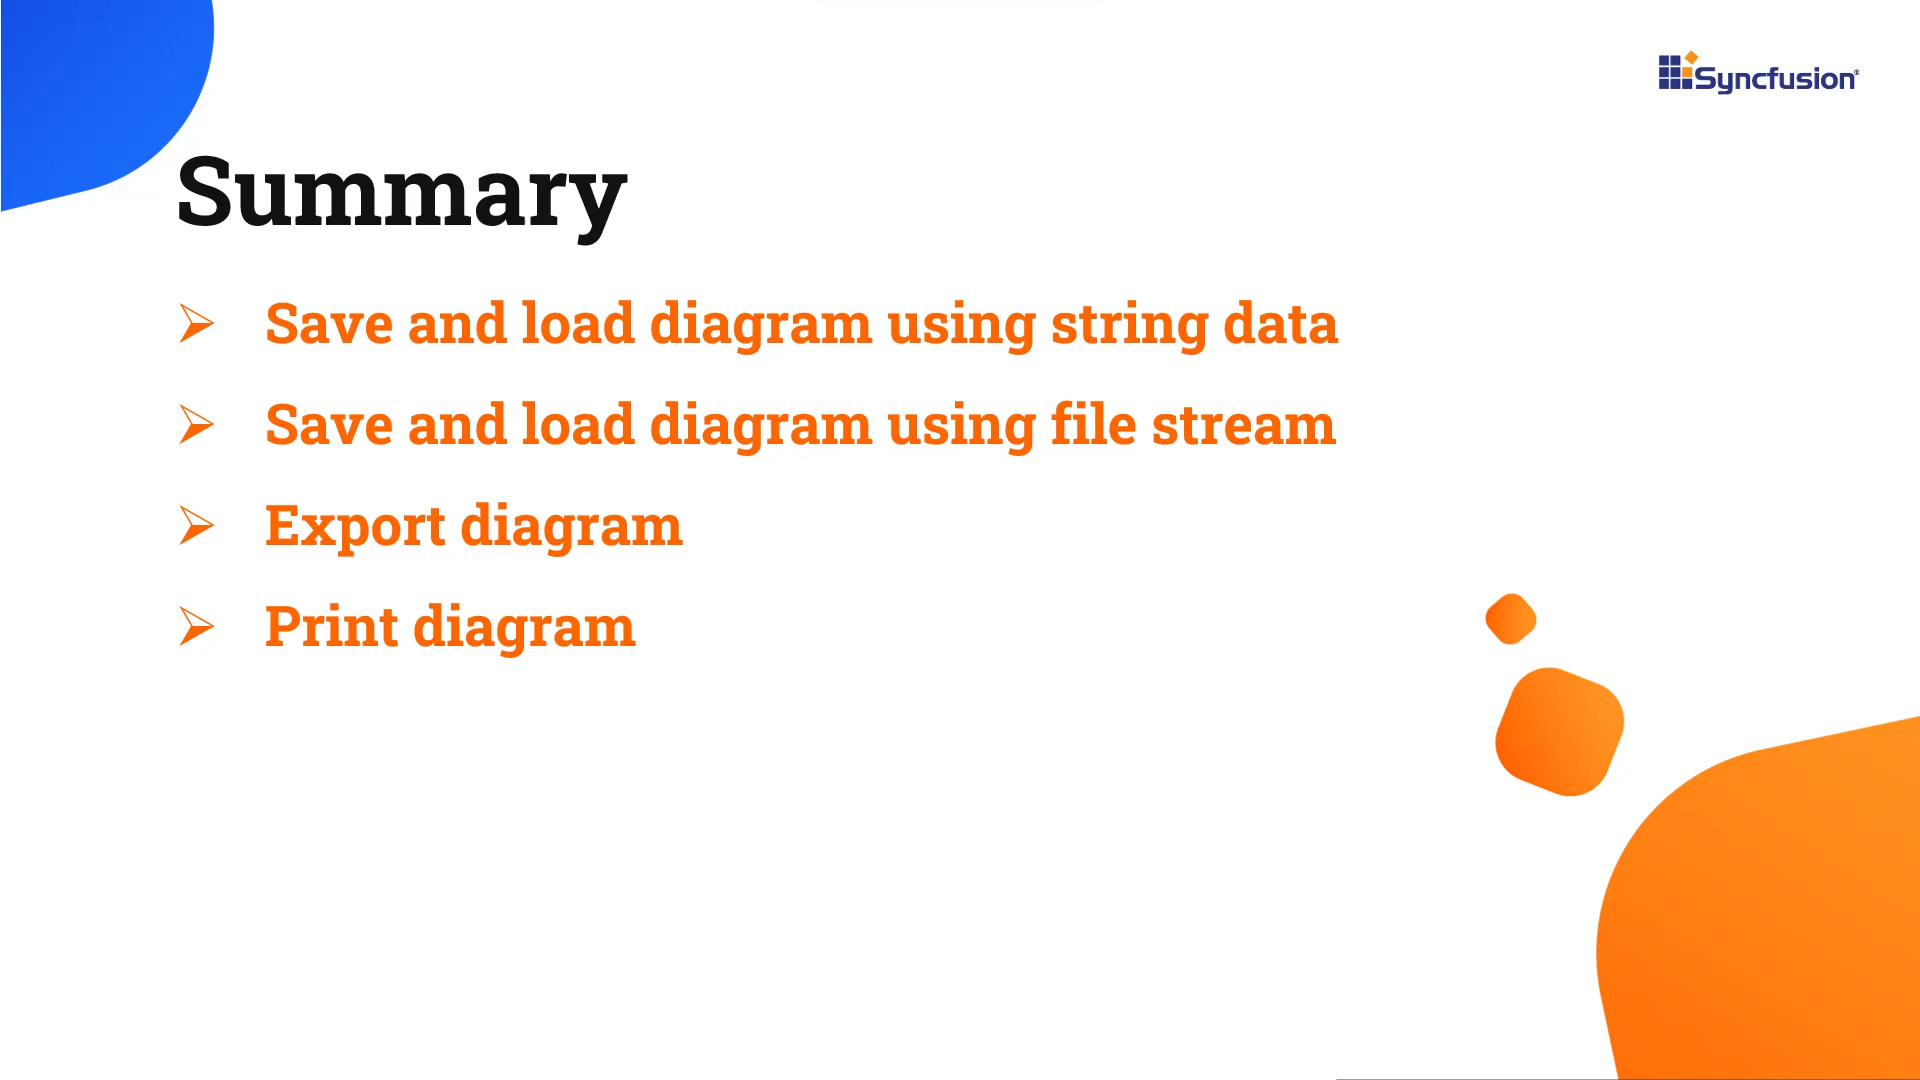 Syncfusion®
Summary
➢ Save and load diagram using string data
➢ Save and load diagram using file stream
➢ Export diagram
➢ Print diagram